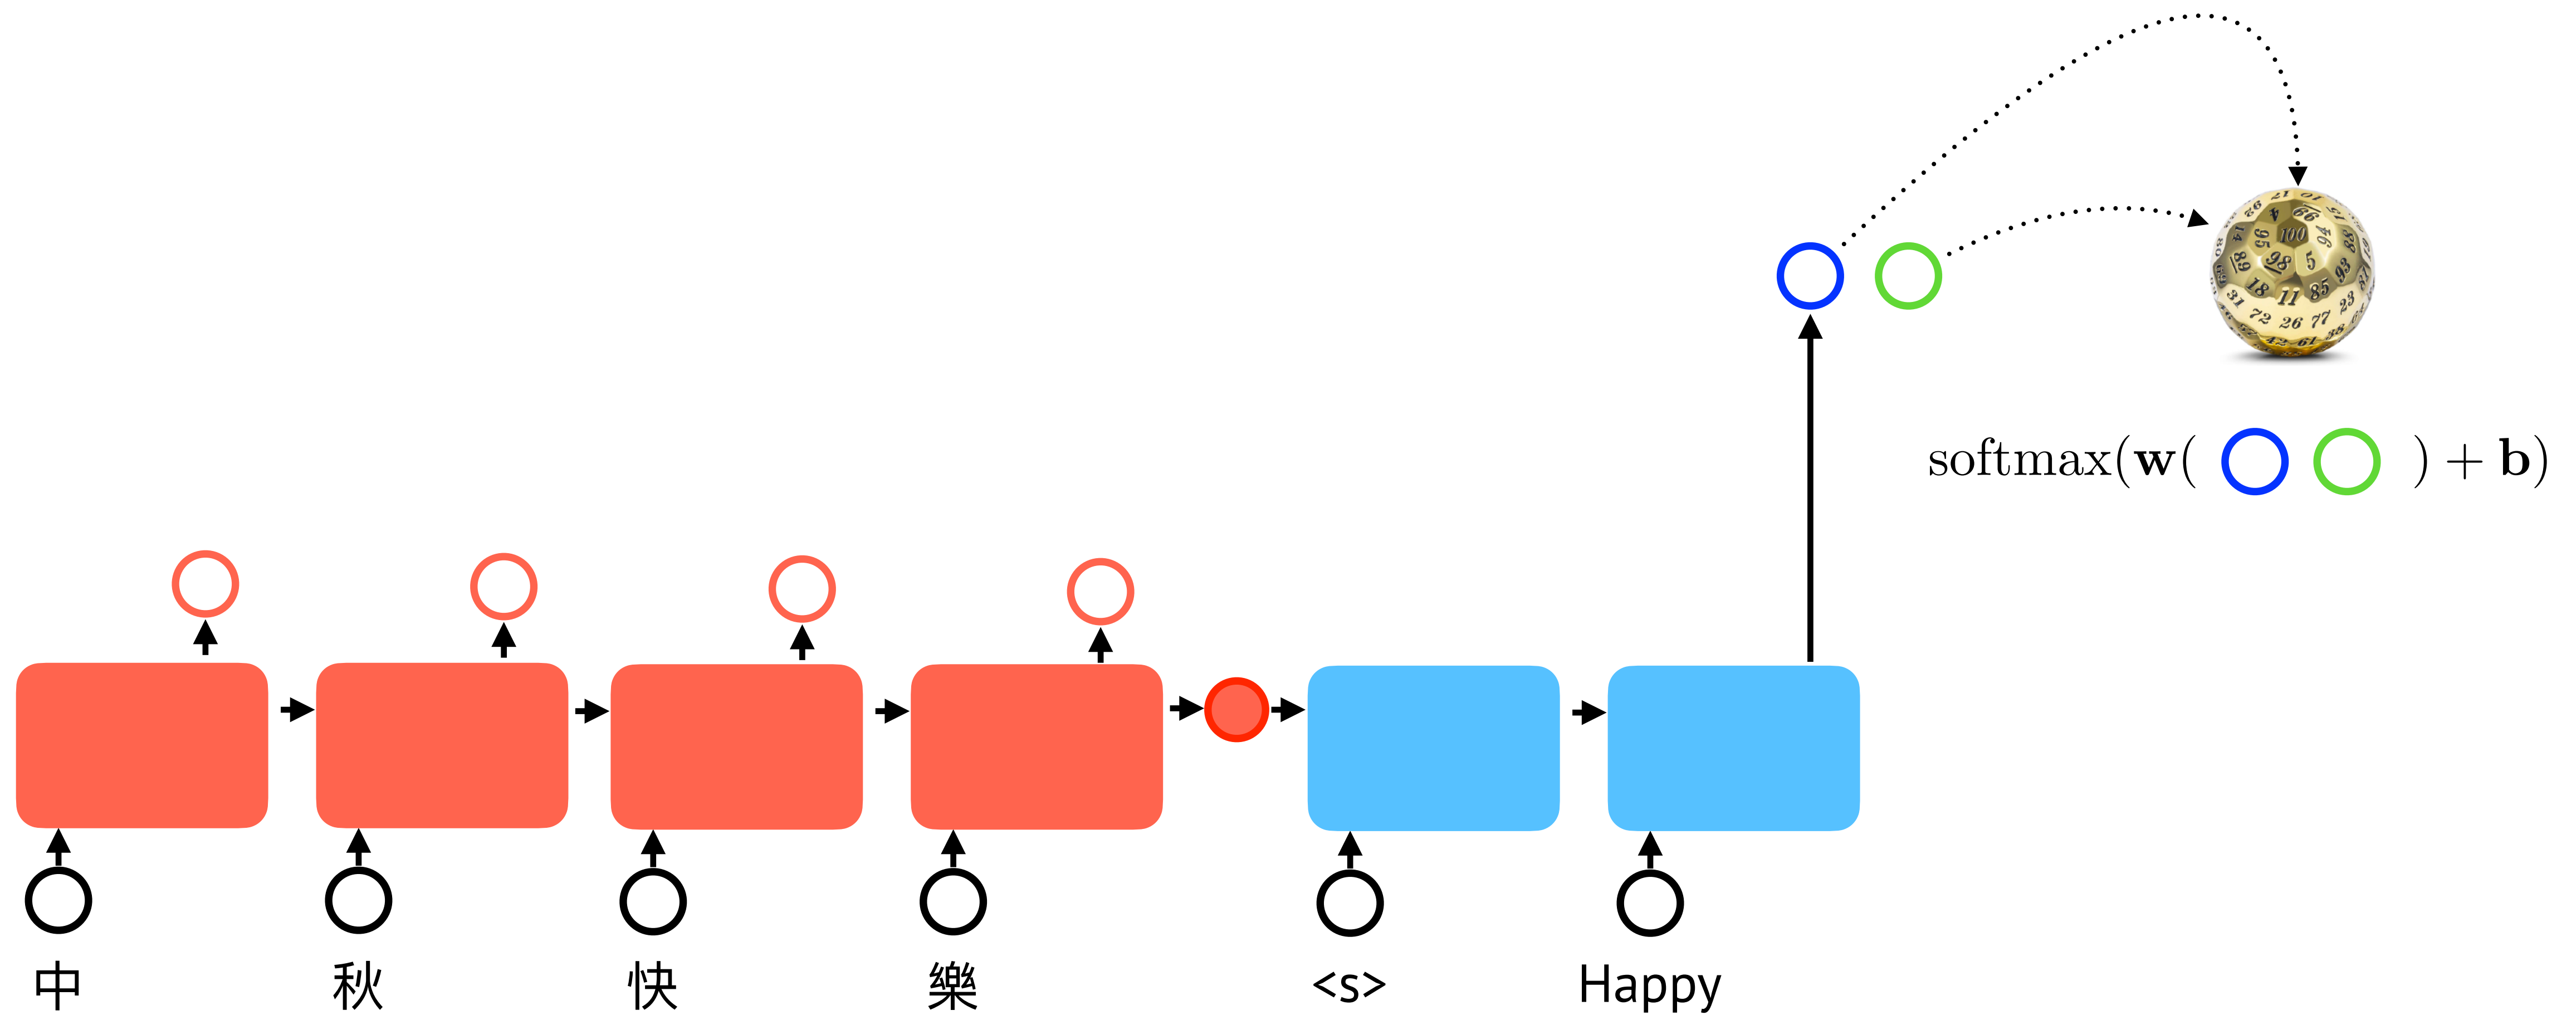 softmax(w( ) + b)
中 秋 快 樂 <s> Happy